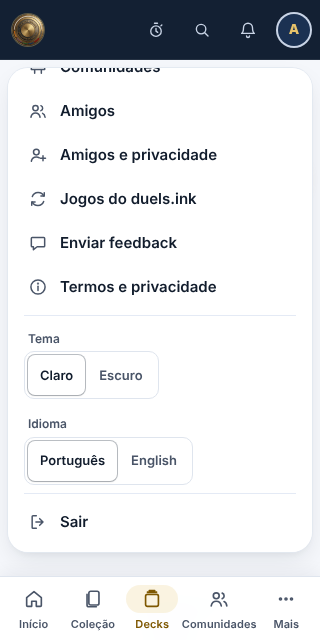 A
Comunidades
Amigos
Amigos e privacidade
Jogos do duels.ink
Enviar feedback
Termos e privacidade
Tema
Claro Escuro
Idioma
Português English
Sair
Início Coleção Decks Comunidades Mais